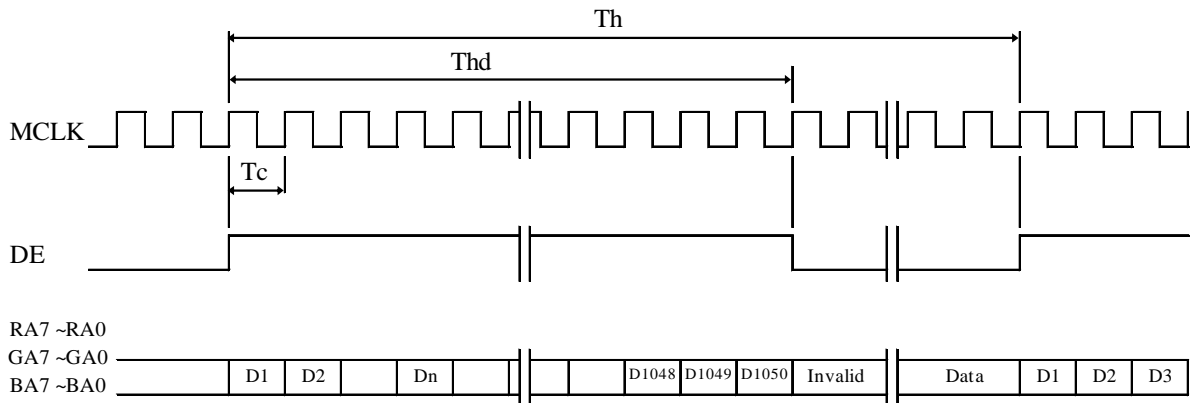 Th
Thd
MCLK
Tc
DE
RA7 ~RA0
GA7 ~GA0
BA7 ~BA0
D1 D2 Dn D1048 D1049 D1050 Invalid Data D1 D2 D3